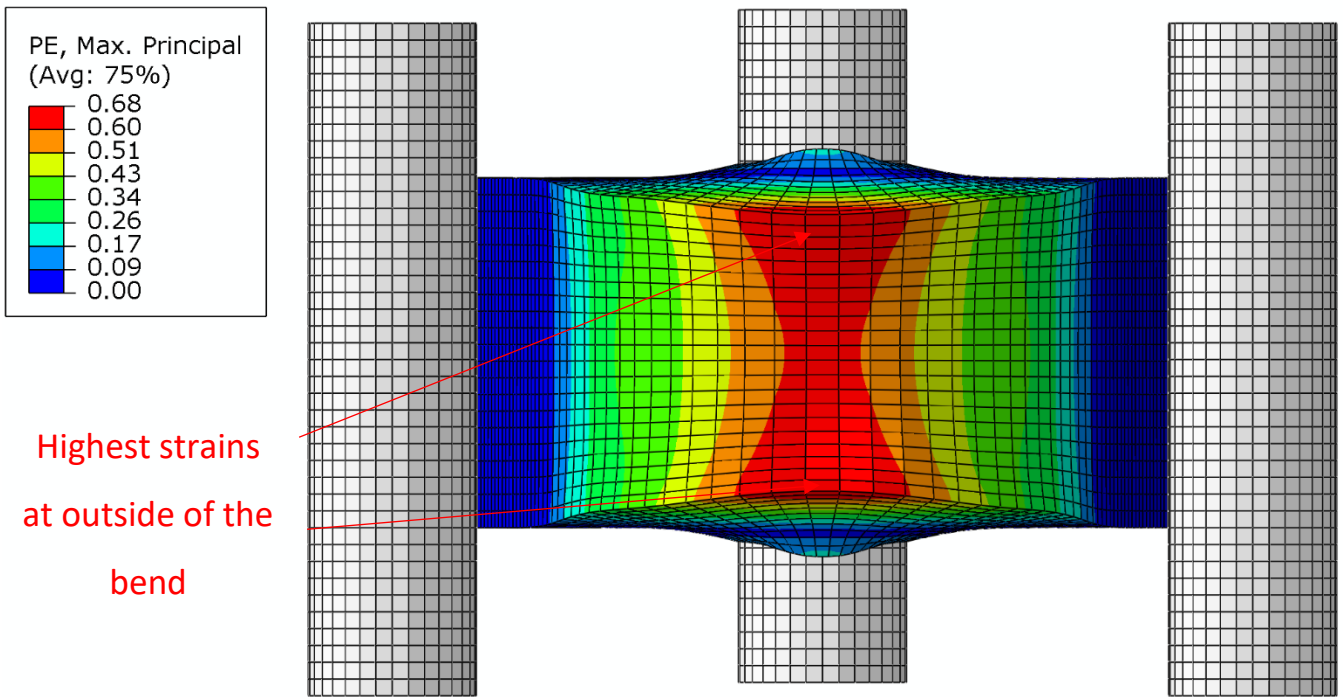 PE, Max. Principal
(Avg: 75%)
0.68
0.60
0.51
0.43
0.34
0.26
0.17
0.09
0.00
Highest strains
at outside of the
bend